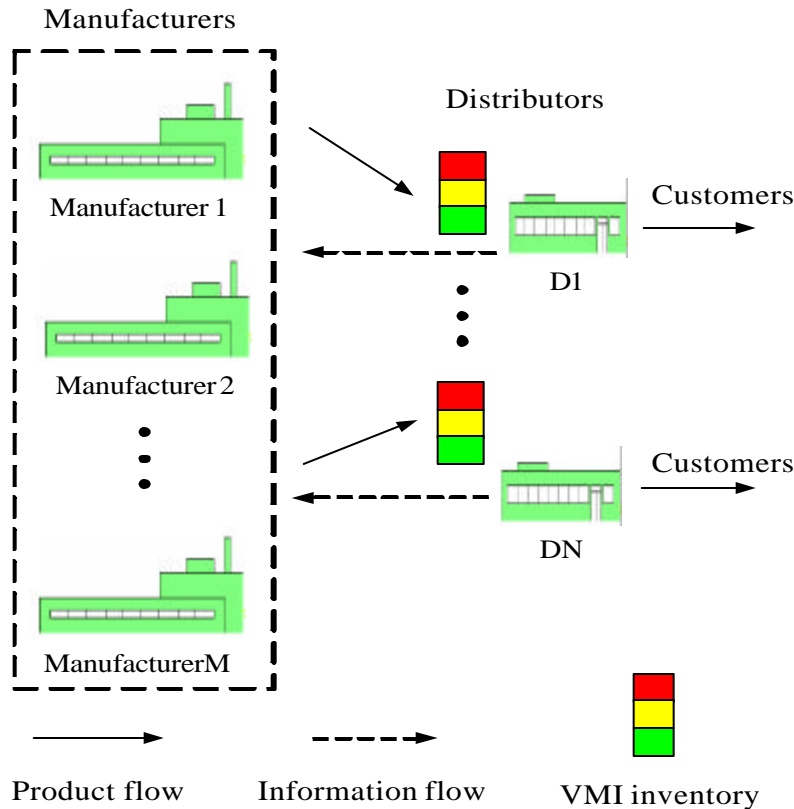 Manufacturers
Distributors
Manufacturer 1
Customers
D1
Manufacturer 2
Customers
DN
ManufacturerM
Product flow
Information flow
VMI inventory